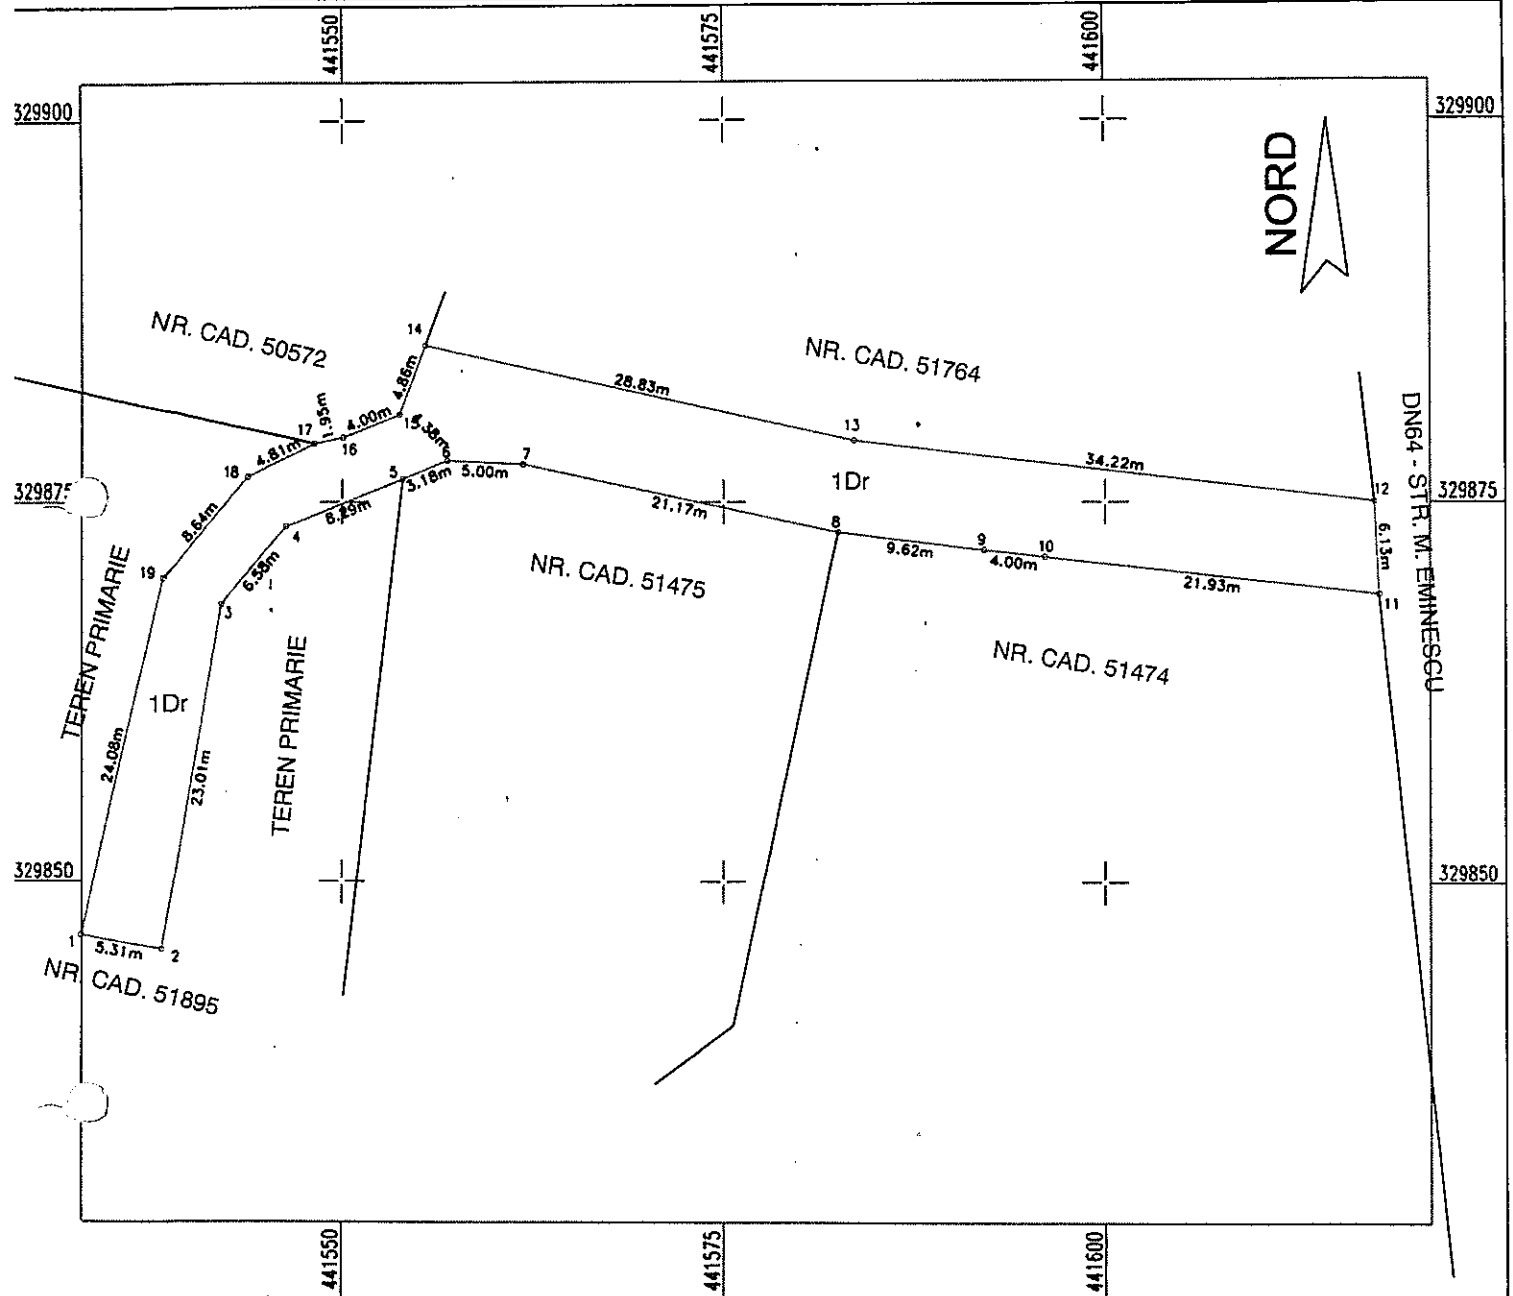 441550
441575
441600
329900
329900
NORD
NR. CAD. 50572
NR. CAD. 51764
14
28.83m
4.86m
1.95m
4.00m
17
16
15
13
4.81m
18
5.38m
6
7
5
3.18m
5.00m
34.22m
1Dr
12
329875
329875
8.64m
8.29m
4
21.17m
8
9
10
9.62m
4.00m
6.13m
DN64 - STR. M. EMINESCU
19
6.58m
3
NR. CAD. 51475
21.93m
11
TEREN PRIMARIE
TEREN PRIMARIE
NR. CAD. 51474
1Dr
24.08m
23.01m
329850
329850
1
5.31m
2
NR. CAD. 51895
441550
441575
441600